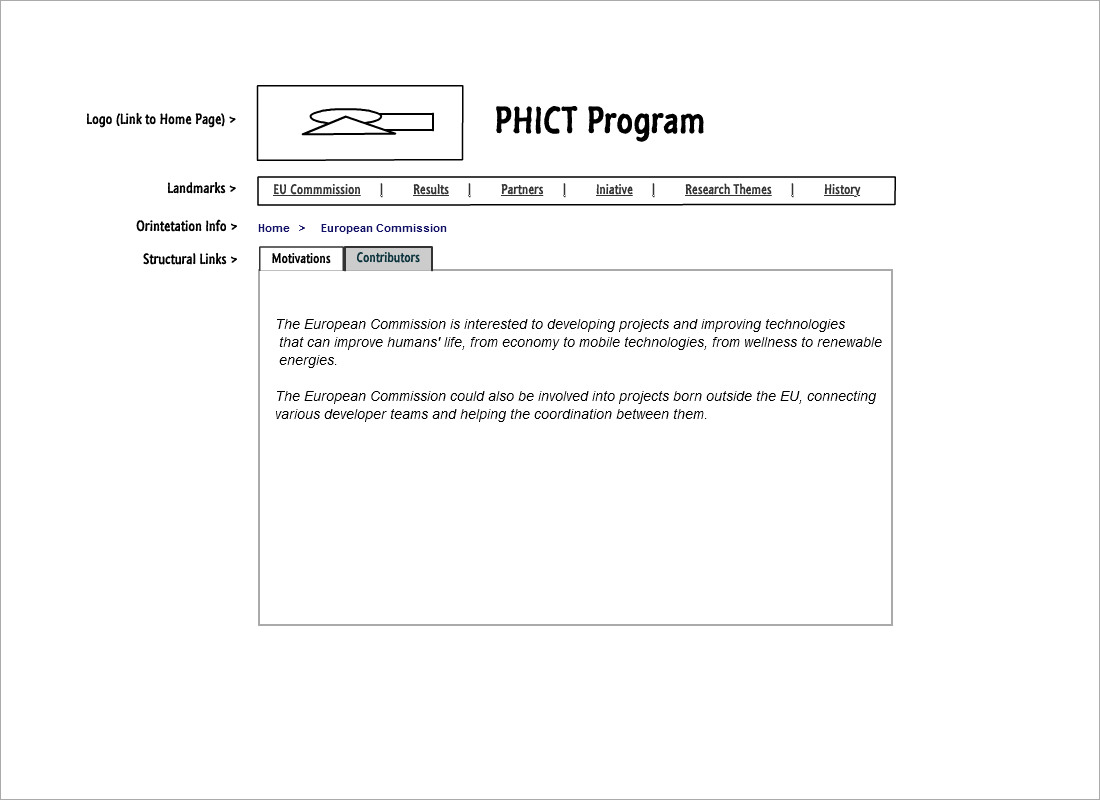 Logo (Link to Home Page) >
PHICT Program
Landmarks >
EU Commmission | Results | Partners | Iniative | Research Themes | History
Orintetation Info >
Home > European Commission
Structural Links >
Motivations Contributors
The European Commission is interested to developing projects and improving technologies
that can improve humans' life, from economy to mobile technologies, from wellness to renewable
energies.
The European Commission could also be involved into projects born outside the EU, connecting
various developer teams and helping the coordination between them.